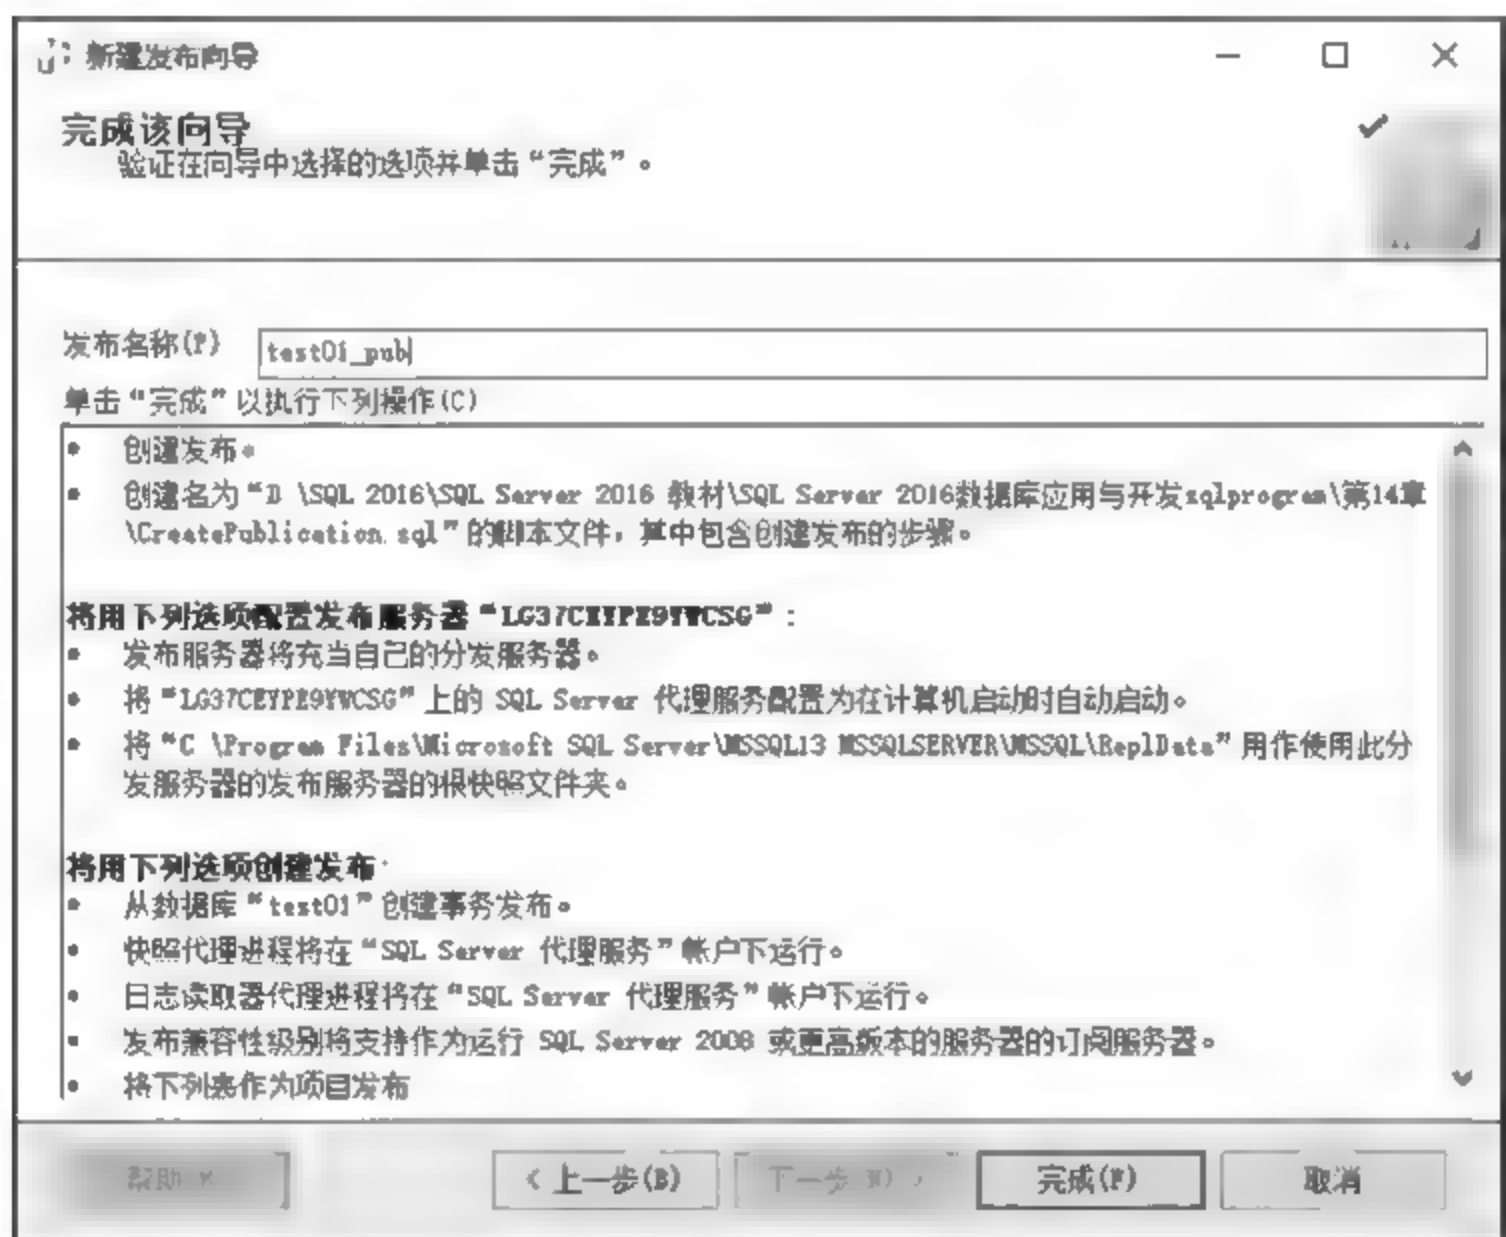 新建发布向导
完成该向导
验证在向导中选择的选项并单击“完成”。
发布名称(P)
test01_pub
单击“完成”以执行下列操作(C)
• 创建发布。
• 创建名为“D \SQL 2016\SQL Server 2016 教材\SQL Server 2016数据库应用与开发sqlprogram\第14章
\CreatePublication.sql”的脚本文件，其中包含创建发布的步骤。
将用下列选项配置发布服务器“LG37CEYPE9YWCSG”:
• 发布服务器将充当自己的分发服务器。
• 将“LG37CEYPE9YWCSG”上的 SQL Server 代理服务配置为在计算机启动时自动启动。
• 将“C \Program Files\Microsoft SQL Server\MSSQL13 MSSQLSERVER\MSSQL\ReplData”用作使用此分
发服务器的发布服务器的根快照文件夹。
将用下列选项创建发布:
• 从数据库“test01”创建事务发布。
• 快照代理进程将在“SQL Server 代理服务”帐户下运行。
• 日志读取器代理进程将在“SQL Server 代理服务”帐户下运行。
• 发布兼容性级别将支持作为运行 SQL Server 2008 或更高版本的服务器的订阅服务器。
• 将下列表作为项目发布
帮助
< 上一步(B)
下一步 N) >
完成(F)
取消